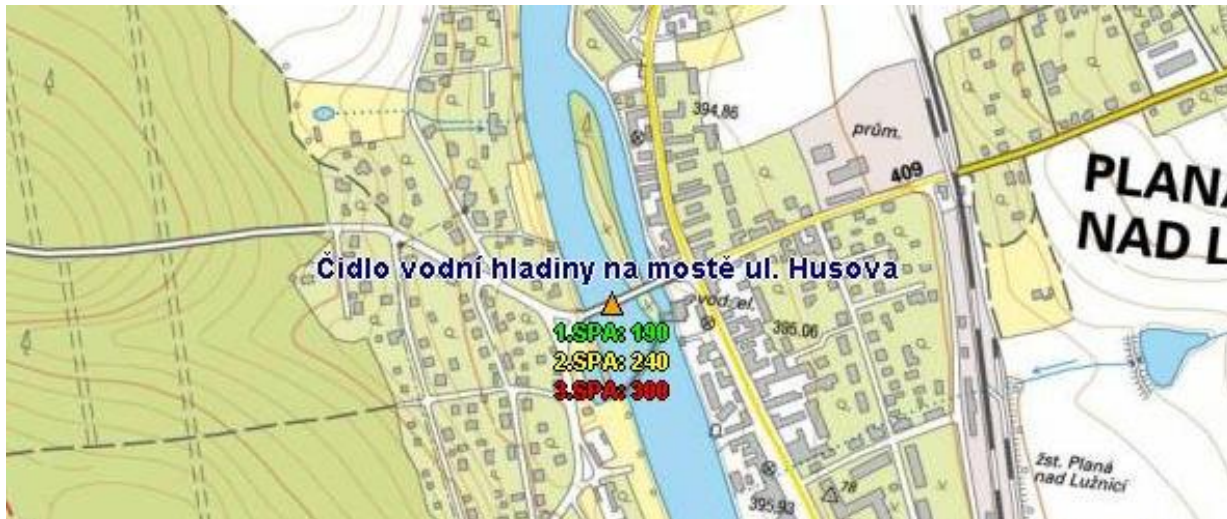 394,86
prům.
409
PLANÁ
NAD L
Čidlo vodní hladiny na mostě ul. Husova
vod. el.
1.SPA: 190
395.06
2.SPA: 240
3.SPA: 300
žst. Planá
nad Lužnicí
78
395,93